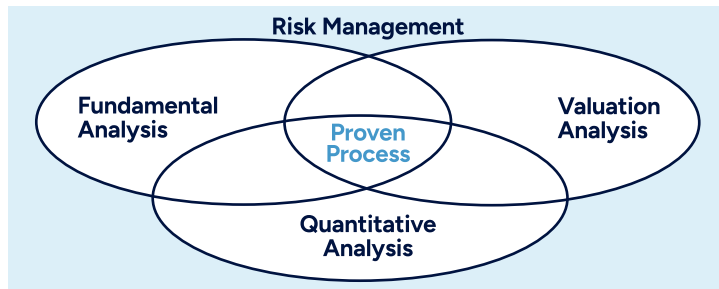 Risk Management
Fundamental
Analysis
Valuation
Analysis
Proven
Process
Quantitative
Analysis